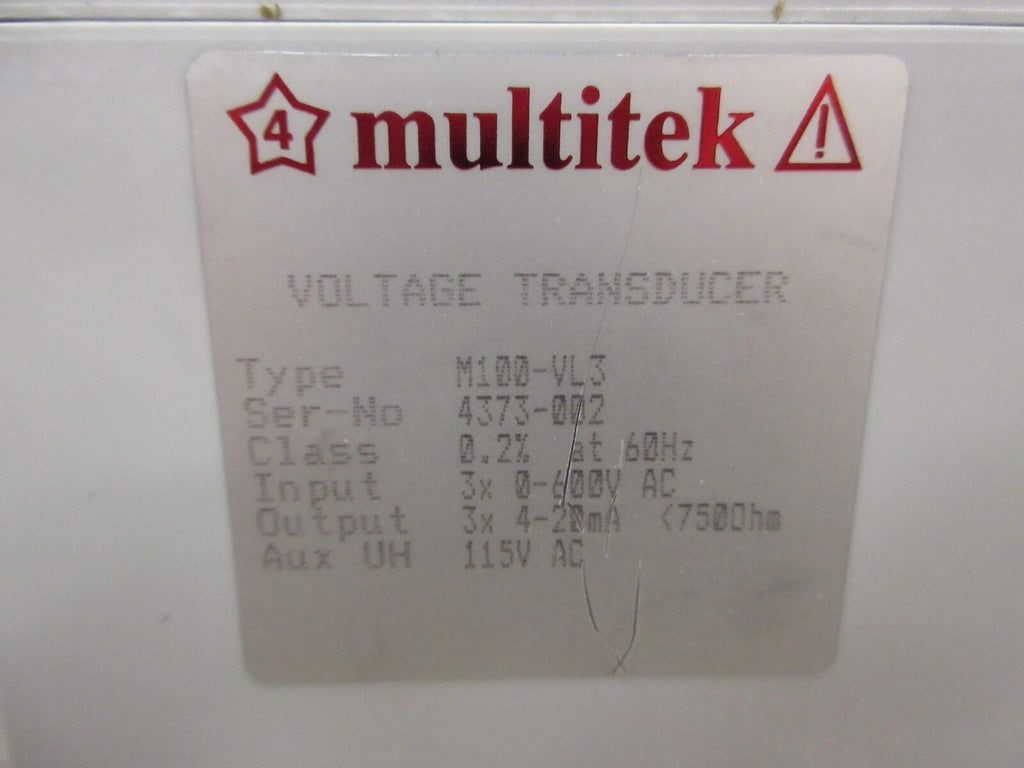 4 multitek !
VOLTAGE TRANSDUCER
Type M100-VL3
Ser-No 4373-002
Class 0.2% at 60Hz
Input 3x 0-600V AC
Output 3x 4-20mA <750Ohm
Aux UH 115V AC